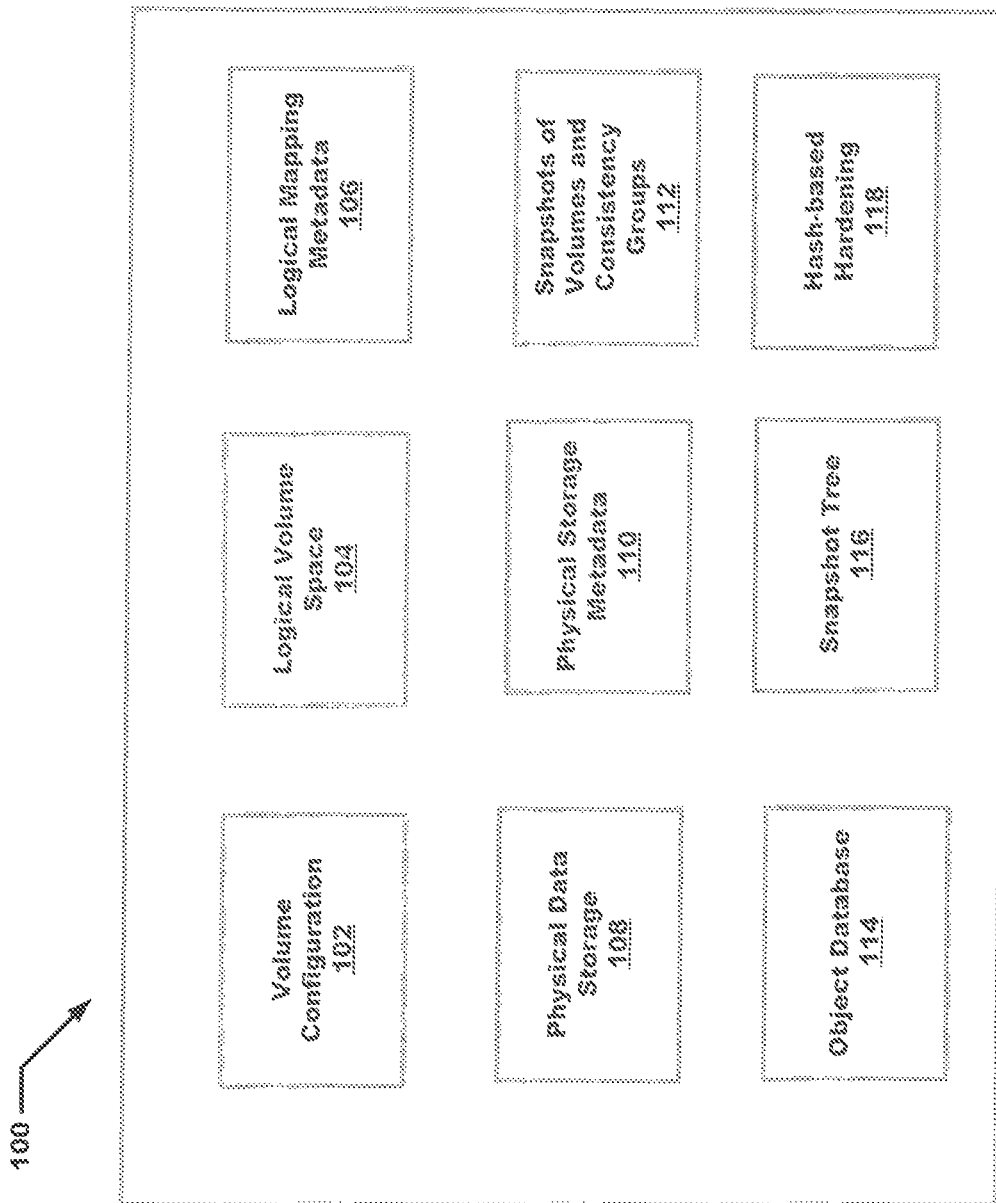 100
Volume
Configuration
102
Logical Volume
Space
104
Logical Mapping
Metadata
106
Physical Data
Storage
108
Physical Storage
Metadata
110
Snapshots of
Volumes and
Consistency
Groups
112
Object Database
114
Snapshot Tree
116
Hash-based
Hardening
118